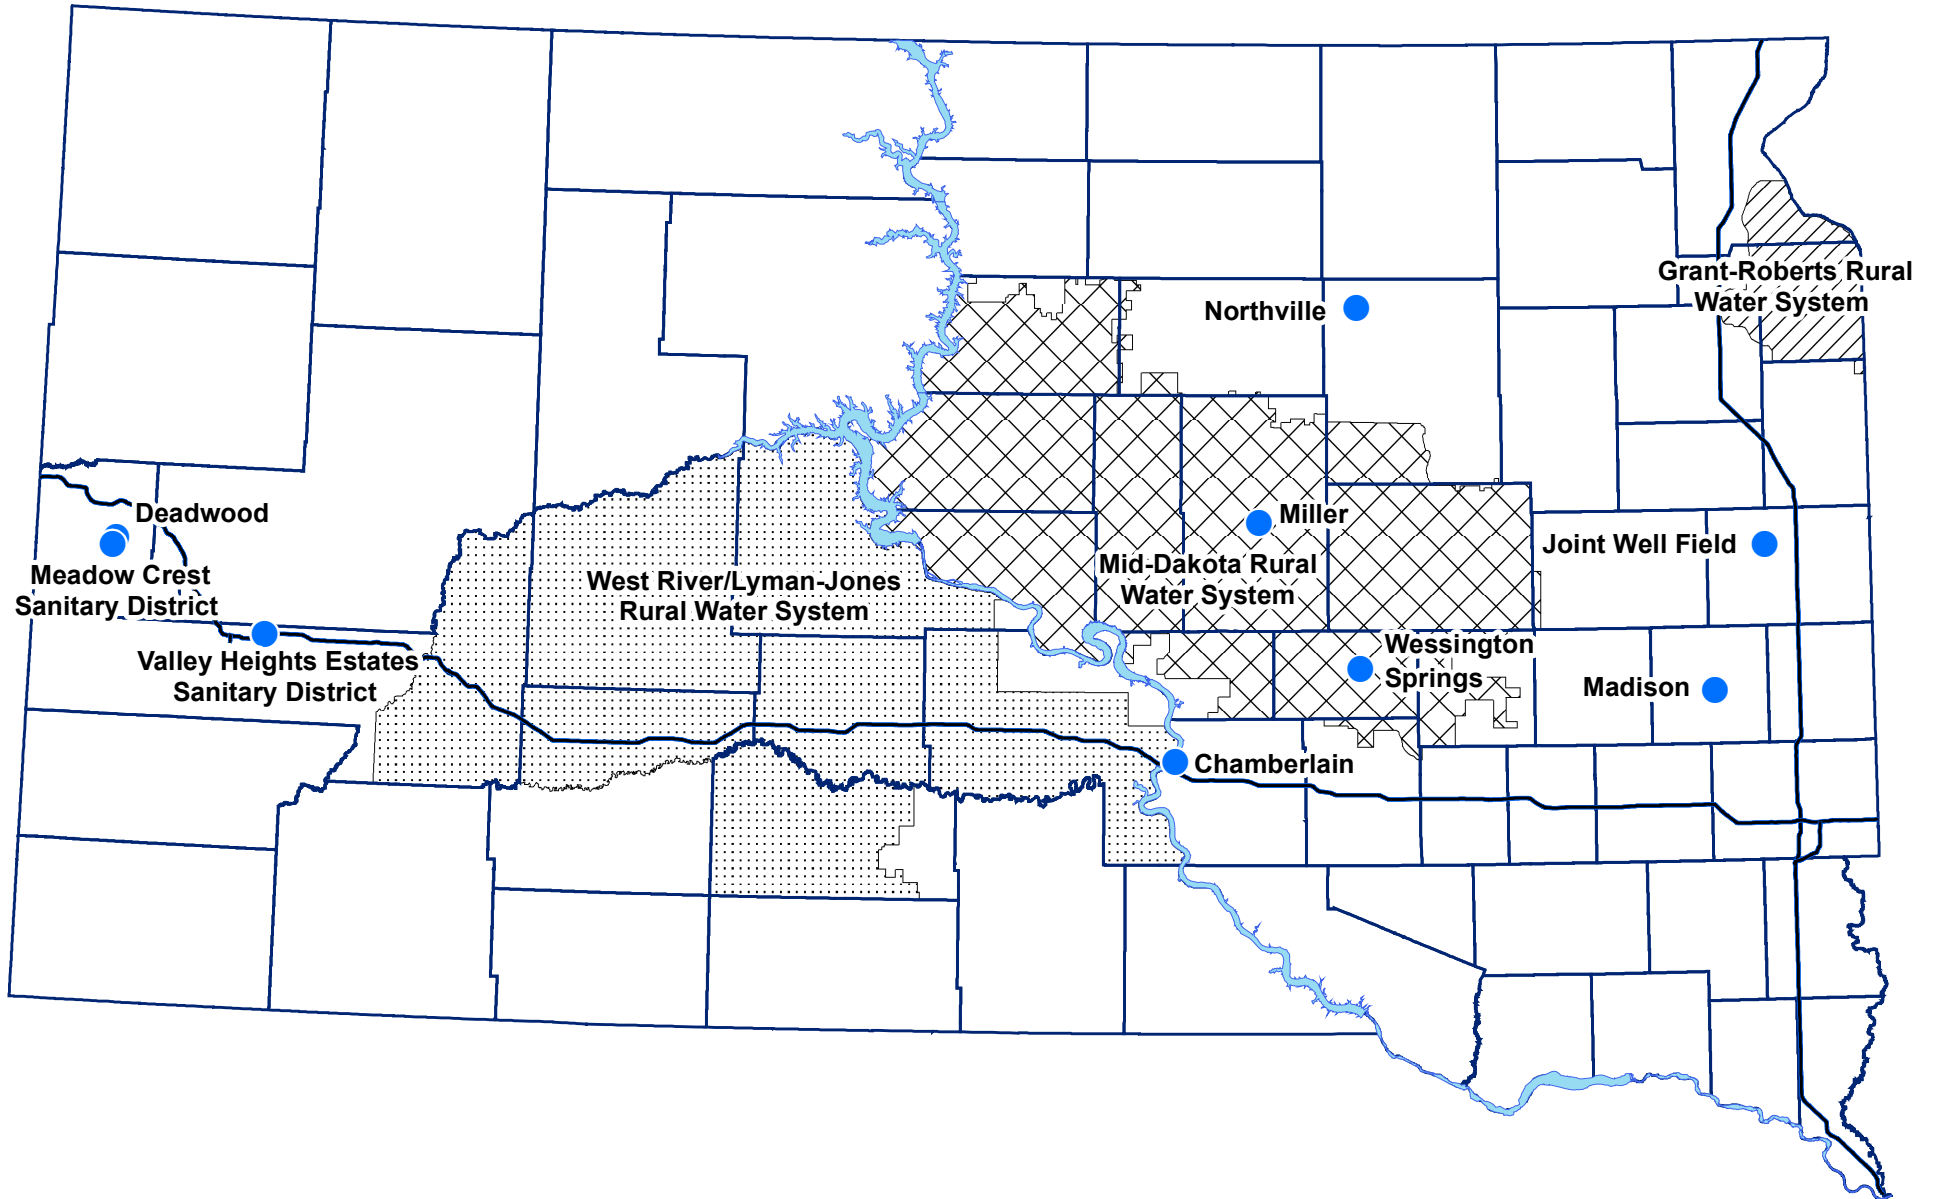 Grant-Roberts Rural
Water System
Northville
Deadwood
Miller
Joint Well Field
Meadow Crest
Sanitary District
West River/Lyman-Jones
Rural Water System
Mid-Dakota Rural
Water System
Valley Heights Estates
Sanitary District
Wessington
Springs
Madison
Chamberlain